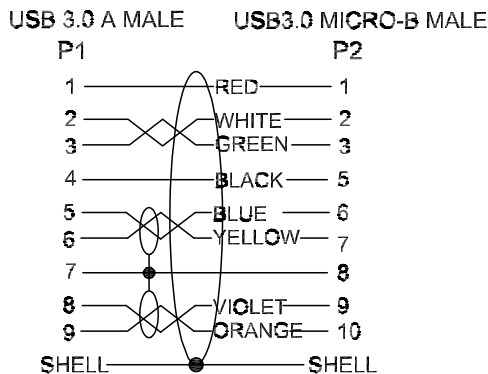 USB 3.0 A MALE USB3.0 MICRO-B MALE
P1 P2
1 RED 1
2 WHITE 2
3 GREEN 3
4 BLACK 5
5 BLUE 6
6 YELLOW 7
7 8
8 VIOLET 9
9 ORANGE 10
SHELL SHELL